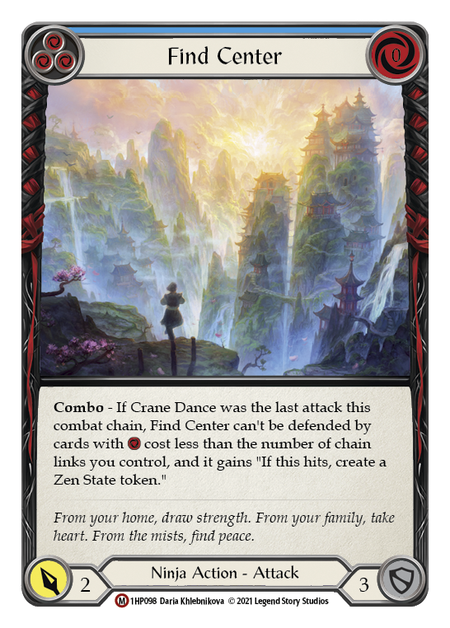 Find Center
0
Combo - If Crane Dance was the last attack this
combat chain, Find Center can't be defended by
cards with cost less than the number of chain
links you control, and it gains "If this hits, create a
Zen State token."
From your home, draw strength. From your family, take
heart. From the mists, find peace.
2
Ninja Action - Attack
3
M 1HP098 Daria Khlebnikova © 2021 Legend Story Studios